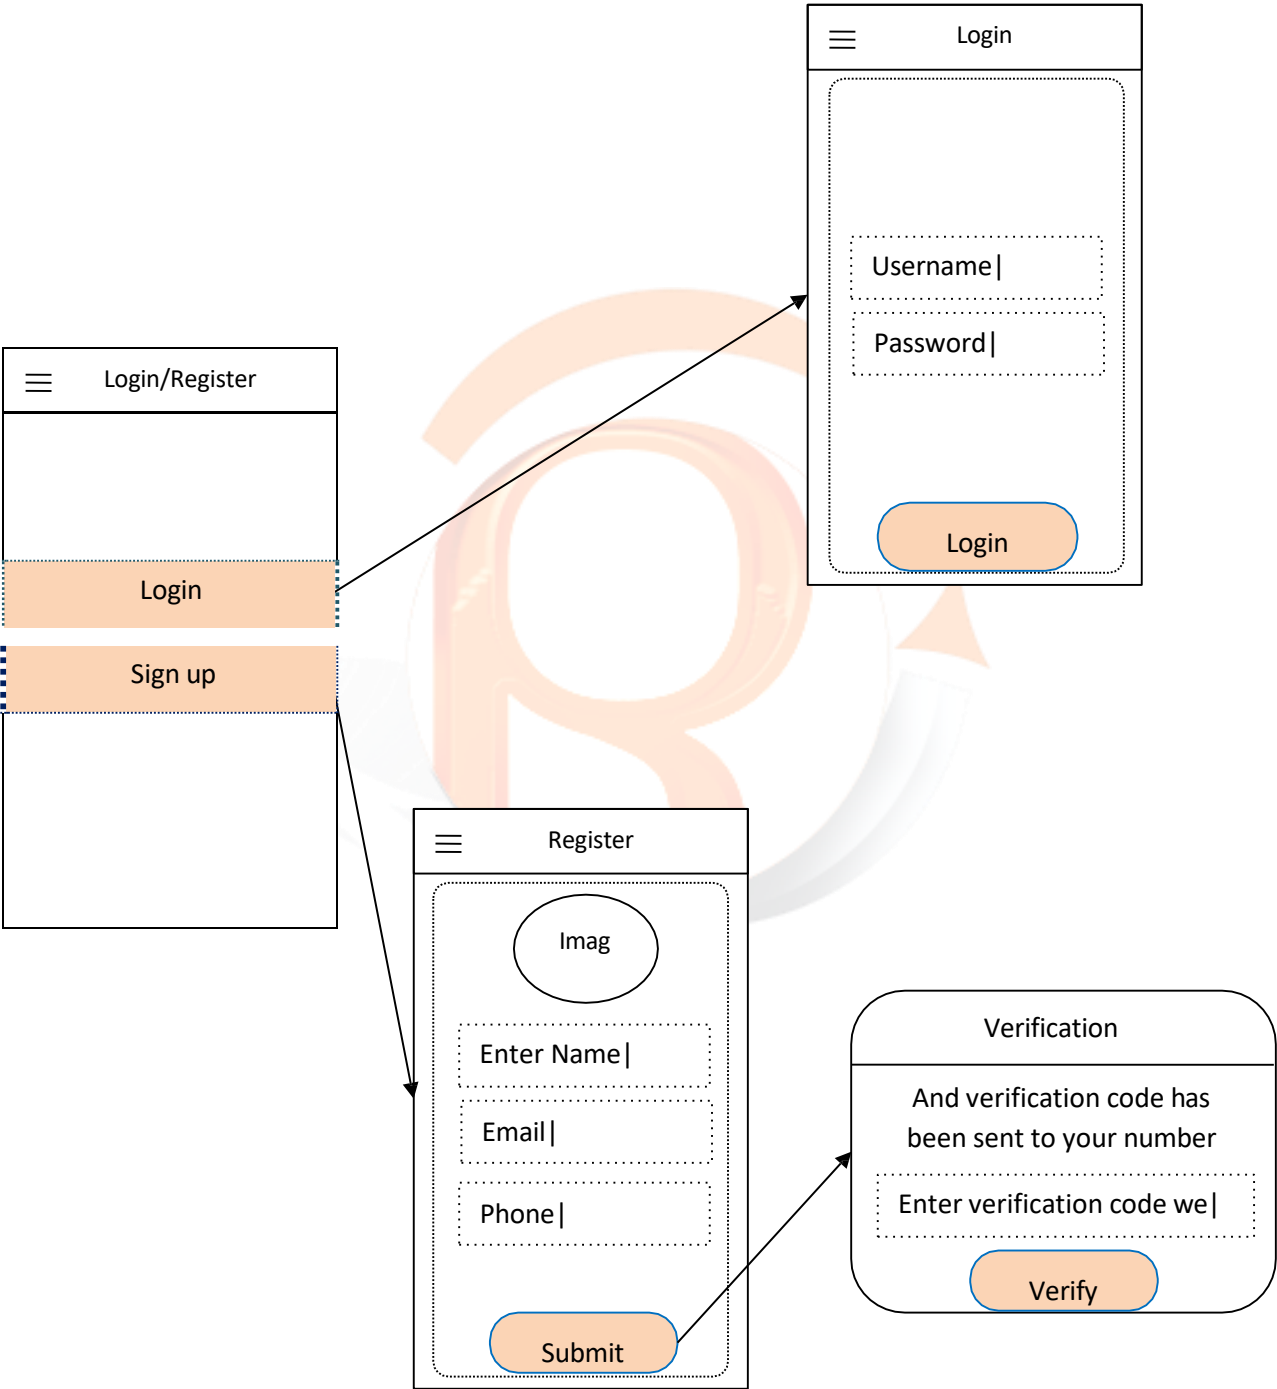 Login
Username|
Password|
Login
Login/Register
Login
Sign up
Register
Imag
Enter Name|
Email|
Phone|
Submit
Verification
And verification code has
been sent to your number
Enter verification code we|
Verify